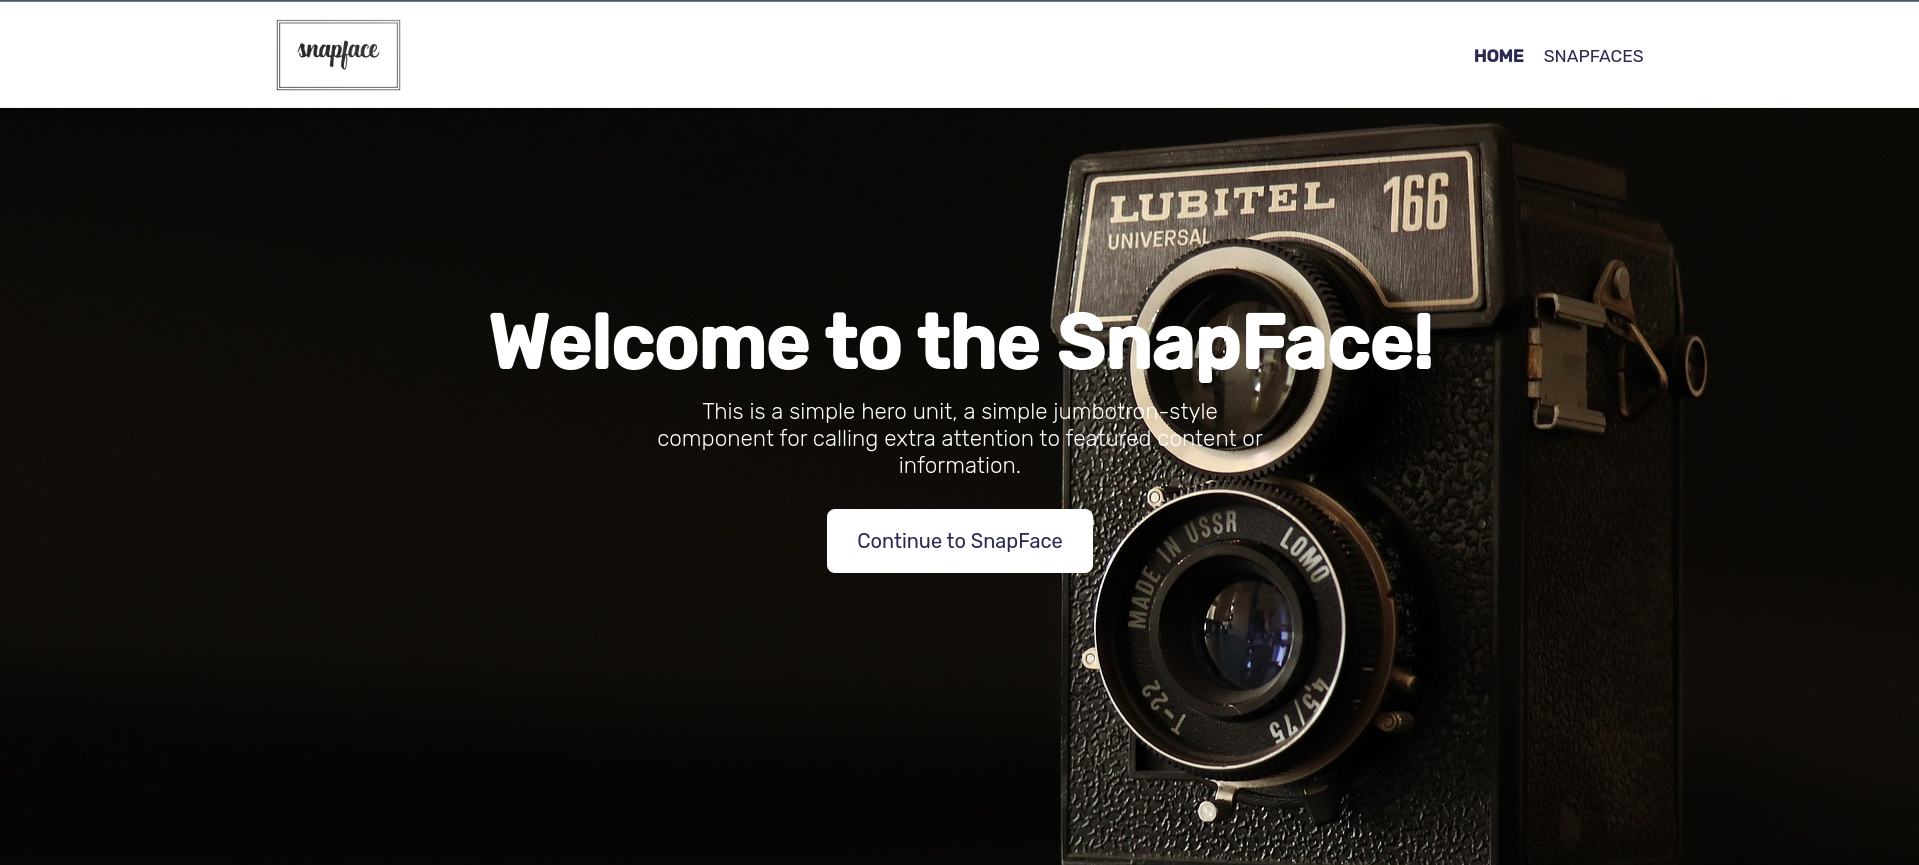 snapface
HOME SNAPFACES
LUBITEL 166
UNIVERSAL
Welcome to the SnapFace!
This is a simple hero unit, a simple jumbotron-style
component for calling extra attention to featured content or
information.
Continue to SnapFace
MADE IN USSR LOMO
T-22 4,5/75